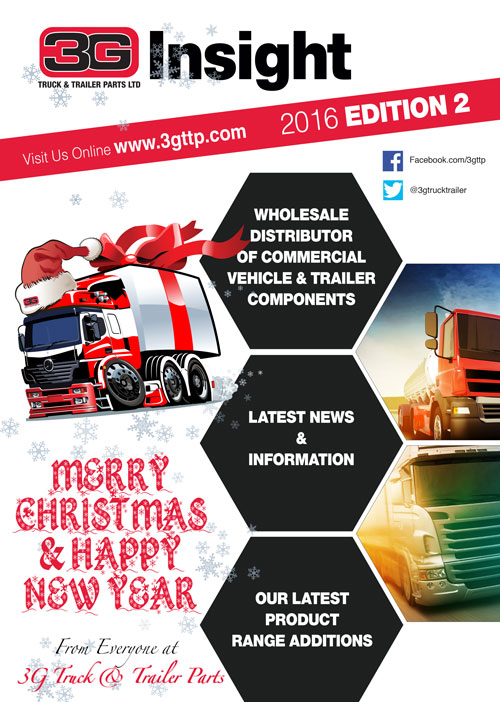 3G Insight
TRUCK & TRAILER PARTS LTD
Visit Us Online www.3gttp.com
2016 EDITION 2
Facebook.com/3gttp
@3gtrucktrailer
WHOLESALE
DISTRIBUTOR
OF COMMERCIAL
VEHICLE & TRAILER
COMPONENTS
3G
LATEST NEWS
&
INFORMATION
MERRY
CHRISTMAS
& HAPPY
NEW YEAR
OUR LATEST
PRODUCT
RANGE ADDITIONS
From Everyone at
3G Truck & Trailer Parts